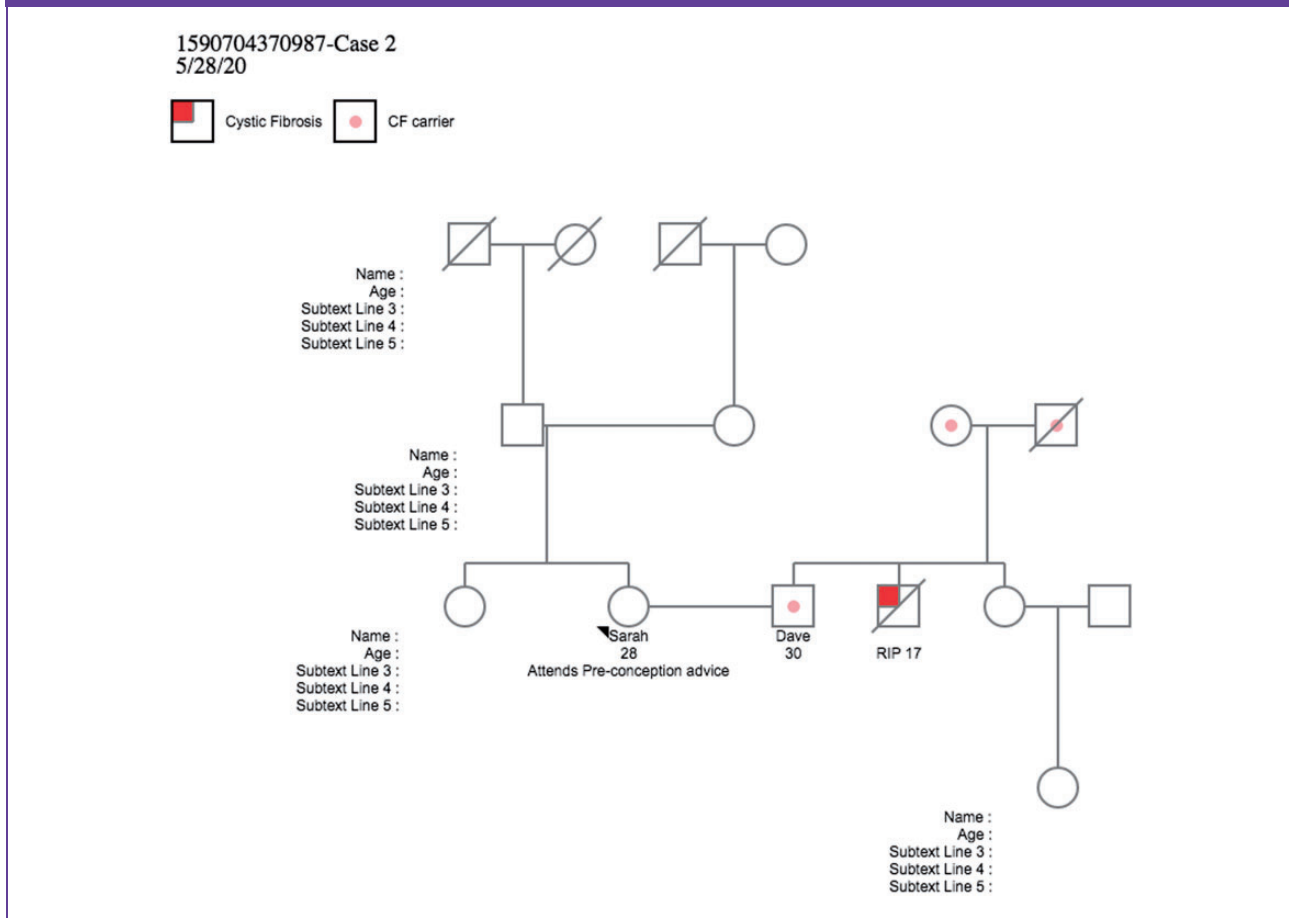 1590704370987-Case 2
5/28/20
Cystic Fibrosis
CF carrier
Name :
Age :
Subtext Line 3 :
Subtext Line 4 :
Subtext Line 5 :
Name :
Age :
Subtext Line 3 :
Subtext Line 4 :
Subtext Line 5 :
Name :
Age :
Subtext Line 3 :
Subtext Line 4 :
Subtext Line 5 :
Sarah
28
Attends Pre-conception advice
Dave
30
RIP 17
Name :
Age :
Subtext Line 3 :
Subtext Line 4 :
Subtext Line 5 :